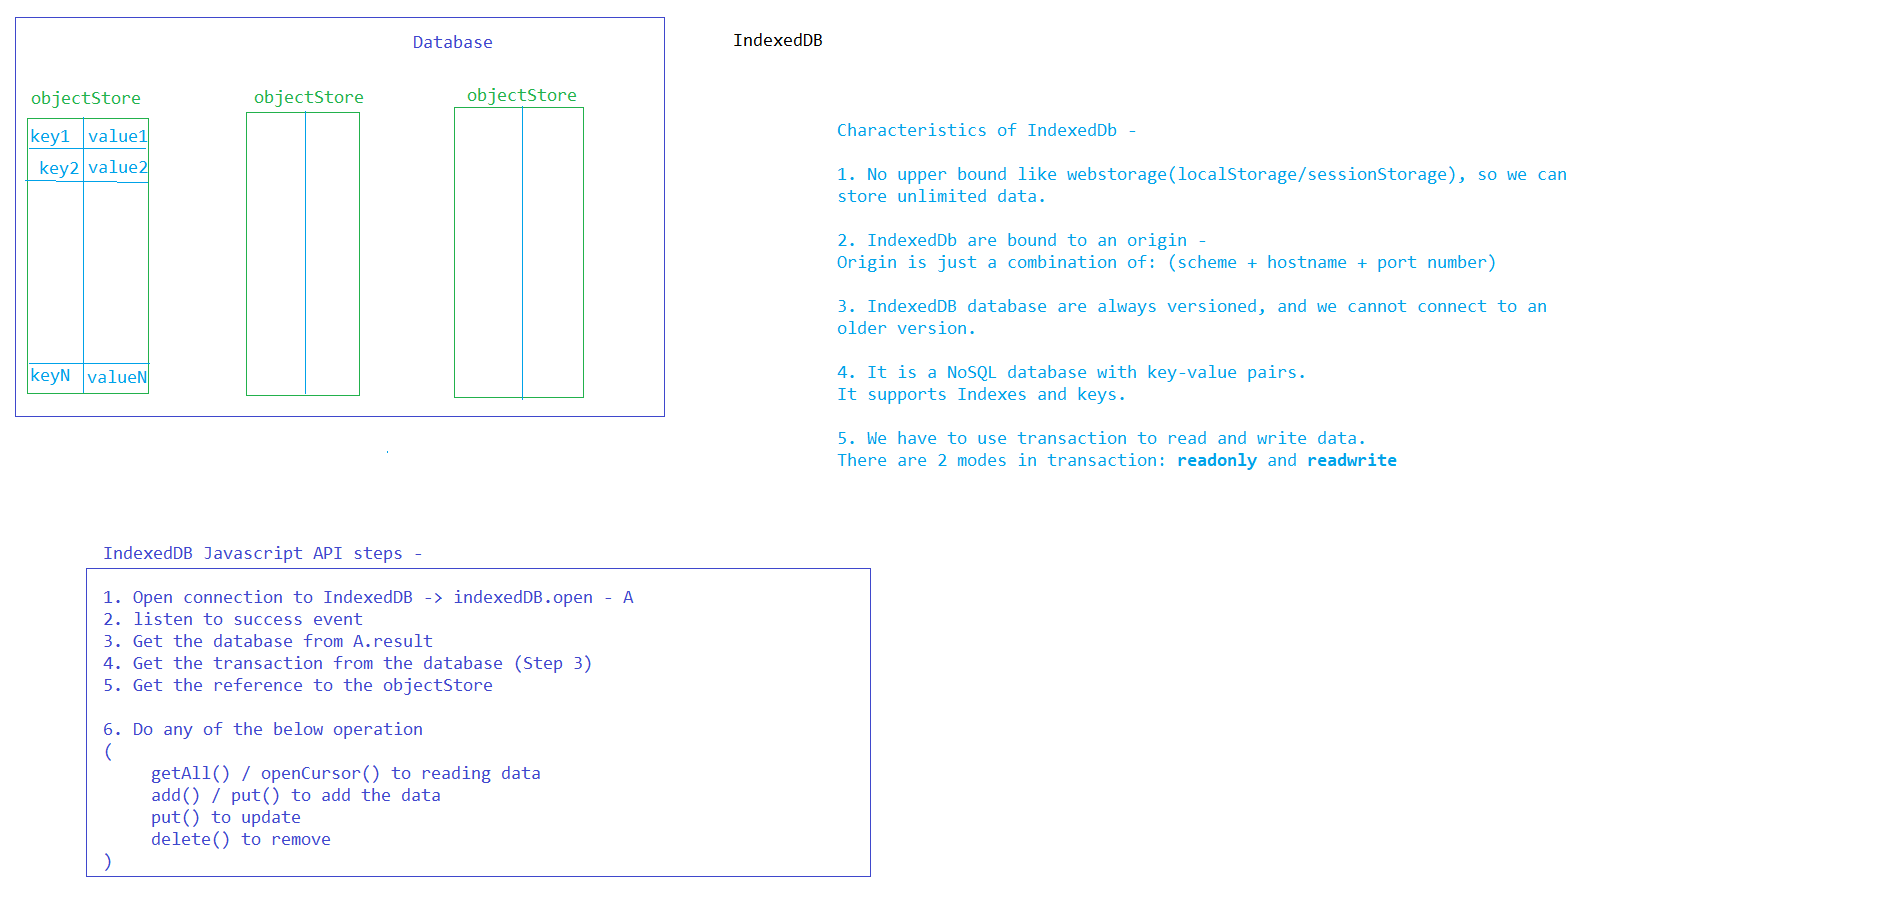 Database
objectStore
objectStore
objectStore
key1 value1
key2 value2
keyN valueN
IndexedDB
Characteristics of IndexedDb -
1. No upper bound like webstorage(localStorage/sessionStorage), so we can
store unlimited data.
2. IndexedDb are bound to an origin -
Origin is just a combination of: (scheme + hostname + port number)
3. IndexedDB database are always versioned, and we cannot connect to an
older version.
4. It is a NoSQL database with key-value pairs.
It supports Indexes and keys.
5. We have to use transaction to read and write data.
There are 2 modes in transaction: readonly and readwrite
IndexedDB Javascript API steps -
1. Open connection to IndexedDB -> indexedDB.open - A
2. listen to success event
3. Get the database from A.result
4. Get the transaction from the database (Step 3)
5. Get the reference to the objectStore
6. Do any of the below operation
(
getAll() / openCursor() to reading data
add() / put() to add the data
put() to update
delete() to remove
)